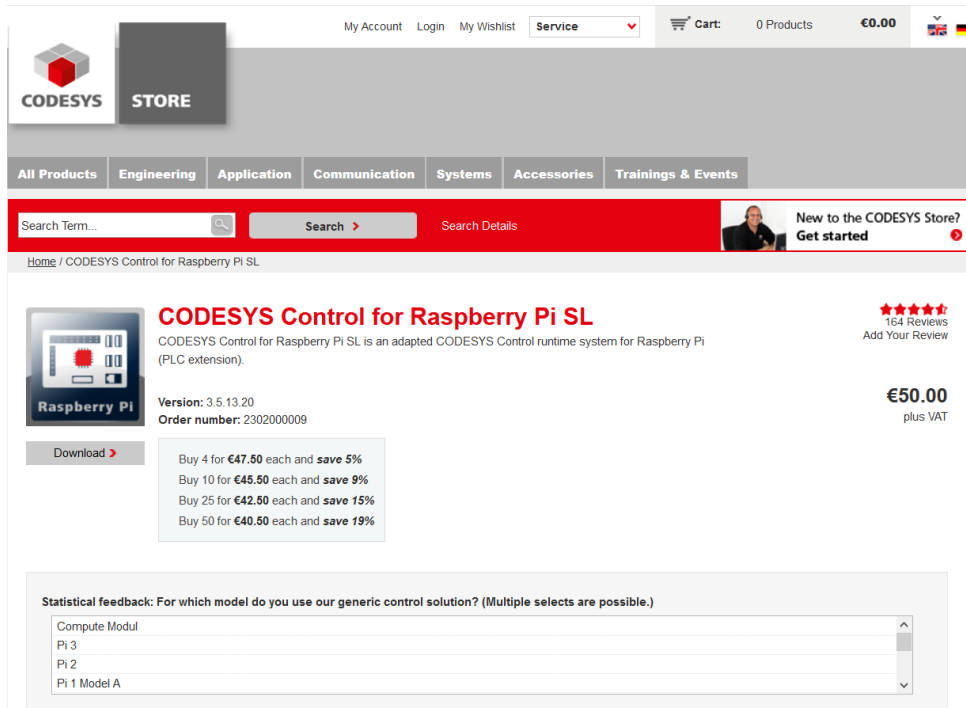 My Account Login My Wishlist Service Cart: 0 Products €0.00
CODESYS STORE
All Products Engineering Application Communication Systems Accessories Trainings & Events
Search Term... Search Search Details New to the CODESYS Store?
Get started
Home / CODESYS Control for Raspberry Pi SL
CODESYS Control for Raspberry Pi SL
164 Reviews
Add Your Review
CODESYS Control for Raspberry Pi SL is an adapted CODESYS Control runtime system for Raspberry Pi
(PLC extension).
Raspberry Pi
Version: 3.5.13.20
Order number: 2302000009
€50.00
plus VAT
Download
Buy 4 for €47.50 each and save 5%
Buy 10 for €45.50 each and save 9%
Buy 25 for €42.50 each and save 15%
Buy 50 for €40.50 each and save 19%
Statistical feedback: For which model do you use our generic control solution? (Multiple selects are possible.)
Compute Modul
Pi 3
Pi 2
Pi 1 Model A